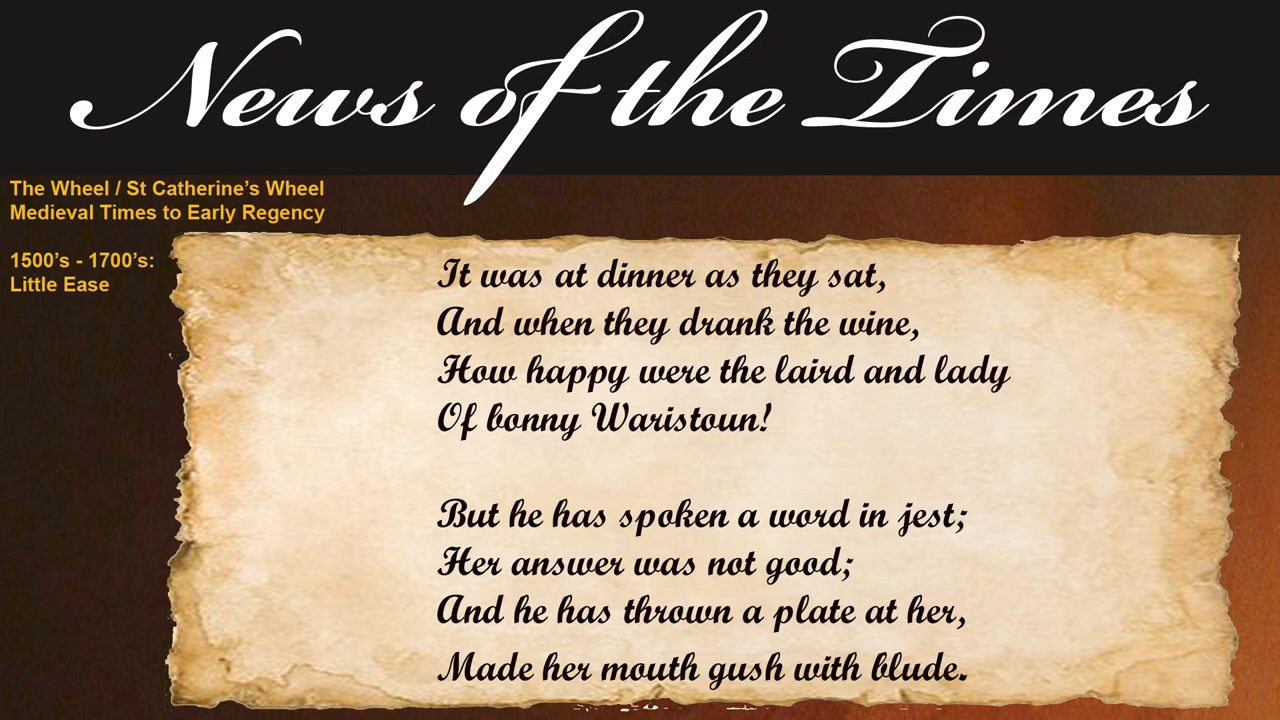 News of the Times
The Wheel / St Catherine’s Wheel
Medieval Times to Early Regency
1500’s - 1700’s:
Little Ease
It was at dinner as they sat,
And when they drank the wine,
How happy were the laird and lady
Of bonny Waristoun!
But he has spoken a word in jest;
Her answer was not good;
And he has thrown a plate at her,
Made her mouth gush with blude.